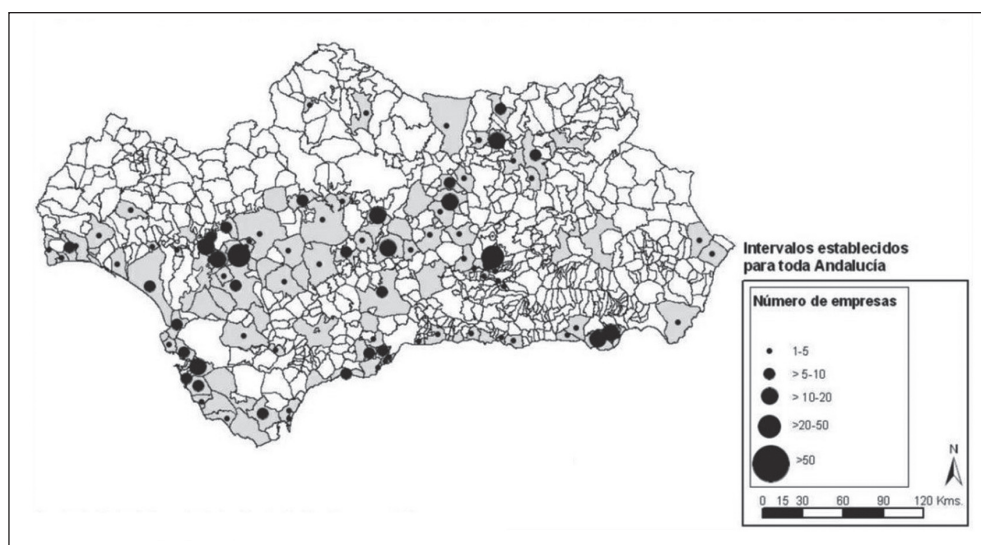 Intervalos establecidos
para toda Andalucía
Número de empresas
1-5
> 5-10
> 10-20
>20-50
>50
N
0 15 30 60 90 120 Kms.